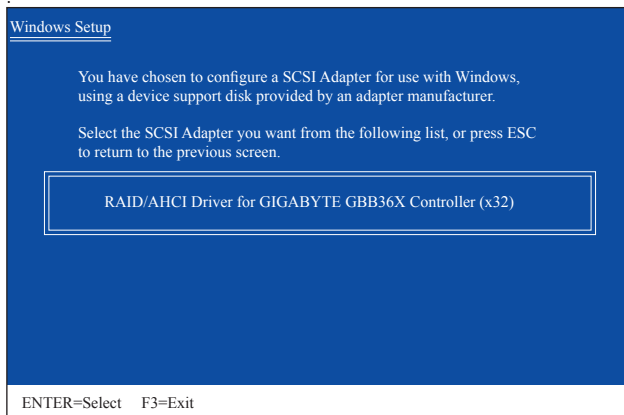 Windows Setup
You have chosen to configure a SCSI Adapter for use with Windows,
using a device support disk provided by an adapter manufacturer.
Select the SCSI Adapter you want from the following list, or press ESC
to return to the previous screen.
RAID/AHCI Driver for GIGABYTE GBB36X Controller (x32)
ENTER=Select F3=Exit